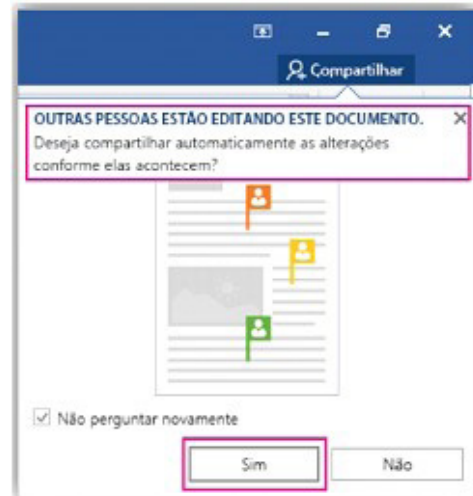 Compartilhar
OUTRAS PESSOAS ESTÃO EDITANDO ESTE DOCUMENTO.
Deseja compartilhar automaticamente as alterações
conforme elas acontecem?
Não perguntar novamente
Sim Não